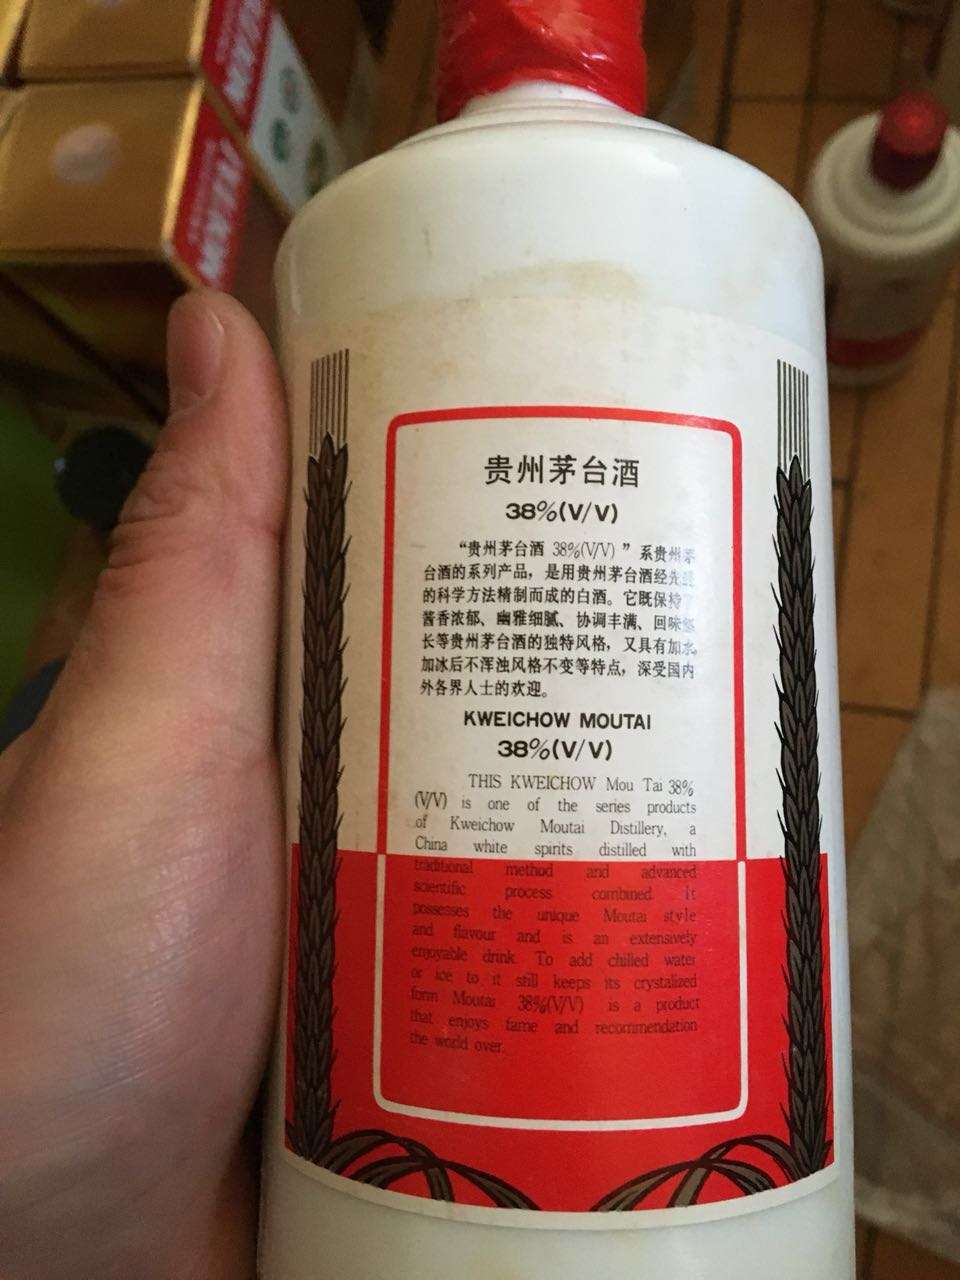 贵州茅台酒
38%(V/V)
“贵州茅台酒 38%(V/V) ” 系贵州茅
台酒的系列产品，是用贵州茅台酒经先进
的科学方法精制而成的白酒。它既保持了
酱香浓郁、幽雅细腻、协调丰满、回味悠
长等贵州茅台酒的独特风格，又具有加水
加冰后不浑浊风格不变等特点，深受国内
外各界人士的欢迎。
KWEICHOW MOUTAI
38%(V/V)
THIS KWEICHOW Mou Tai 38%
(V/V) is one of the series products
of Kweichow Moutai Distillery, a
China white spirits distilled with
traditional method and advanced
scientific process combined. It
possesses the unique Moutai style
and flavour and is an extensively
enjoyable drink. To add chilled water
or ice to it still keeps its crystalized
form Moutai 38%(V/V) is a product
that enjoys fame and recommendation
the world over.